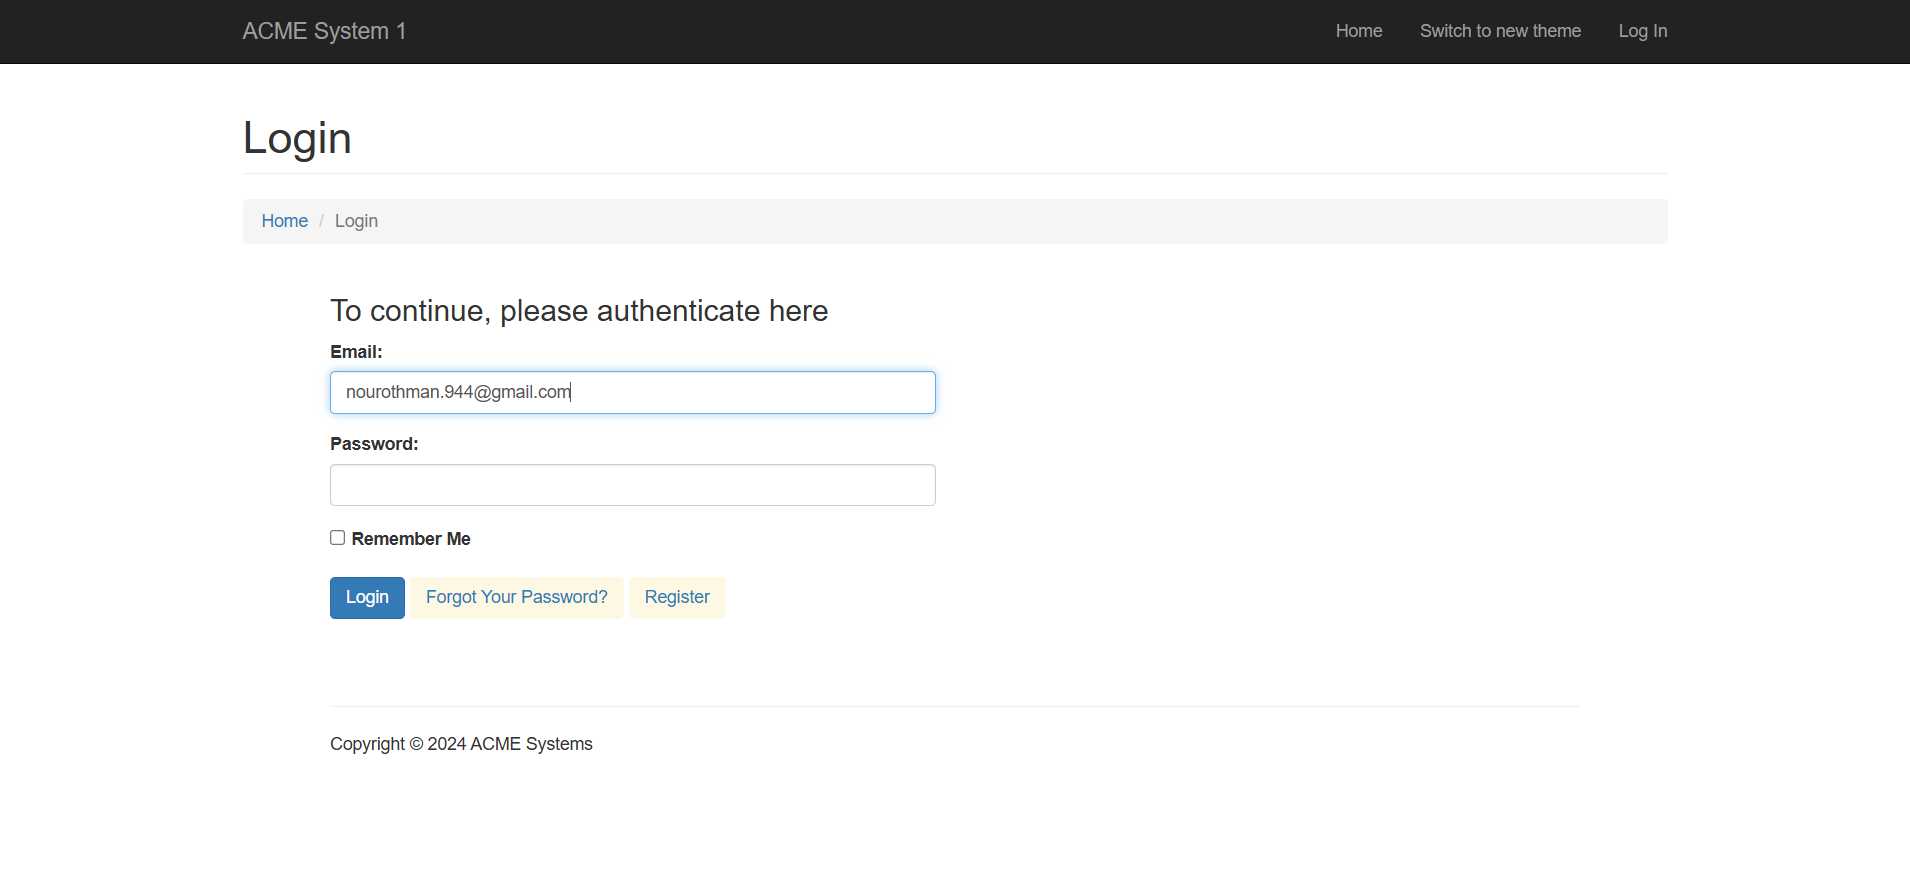 ACME System 1 Home Switch to new theme Log In
Login
Home / Login
To continue, please authenticate here
Email:
nourothman.944@gmail.com
Password:
Remember Me
Login Forgot Your Password? Register
Copyright © 2024 ACME Systems